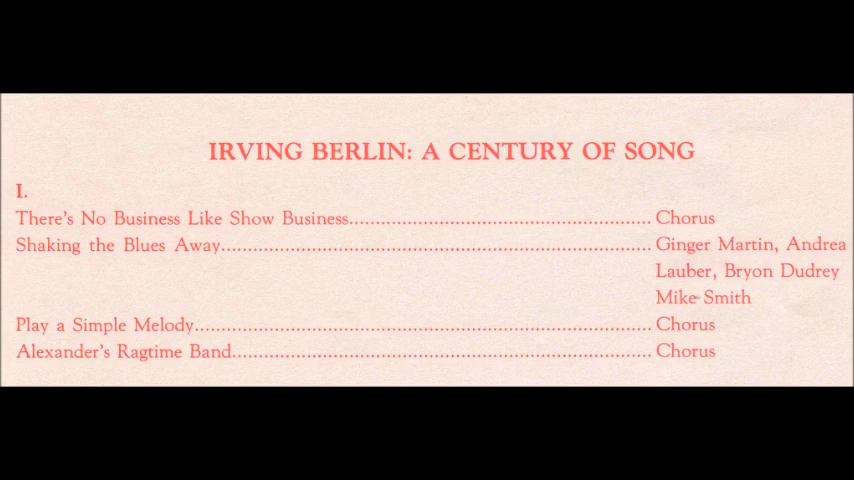 IRVING BERLIN: A CENTURY OF SONG
I.
There's No Business Like Show Business........................................................ Chorus
Shaking the Blues Away................................................................................ Ginger Martin, Andrea
Lauber, Bryon Dudrey
Mike Smith
Play a Simple Melody..................................................................................... Chorus
Alexander's Ragtime Band.............................................................................. Chorus